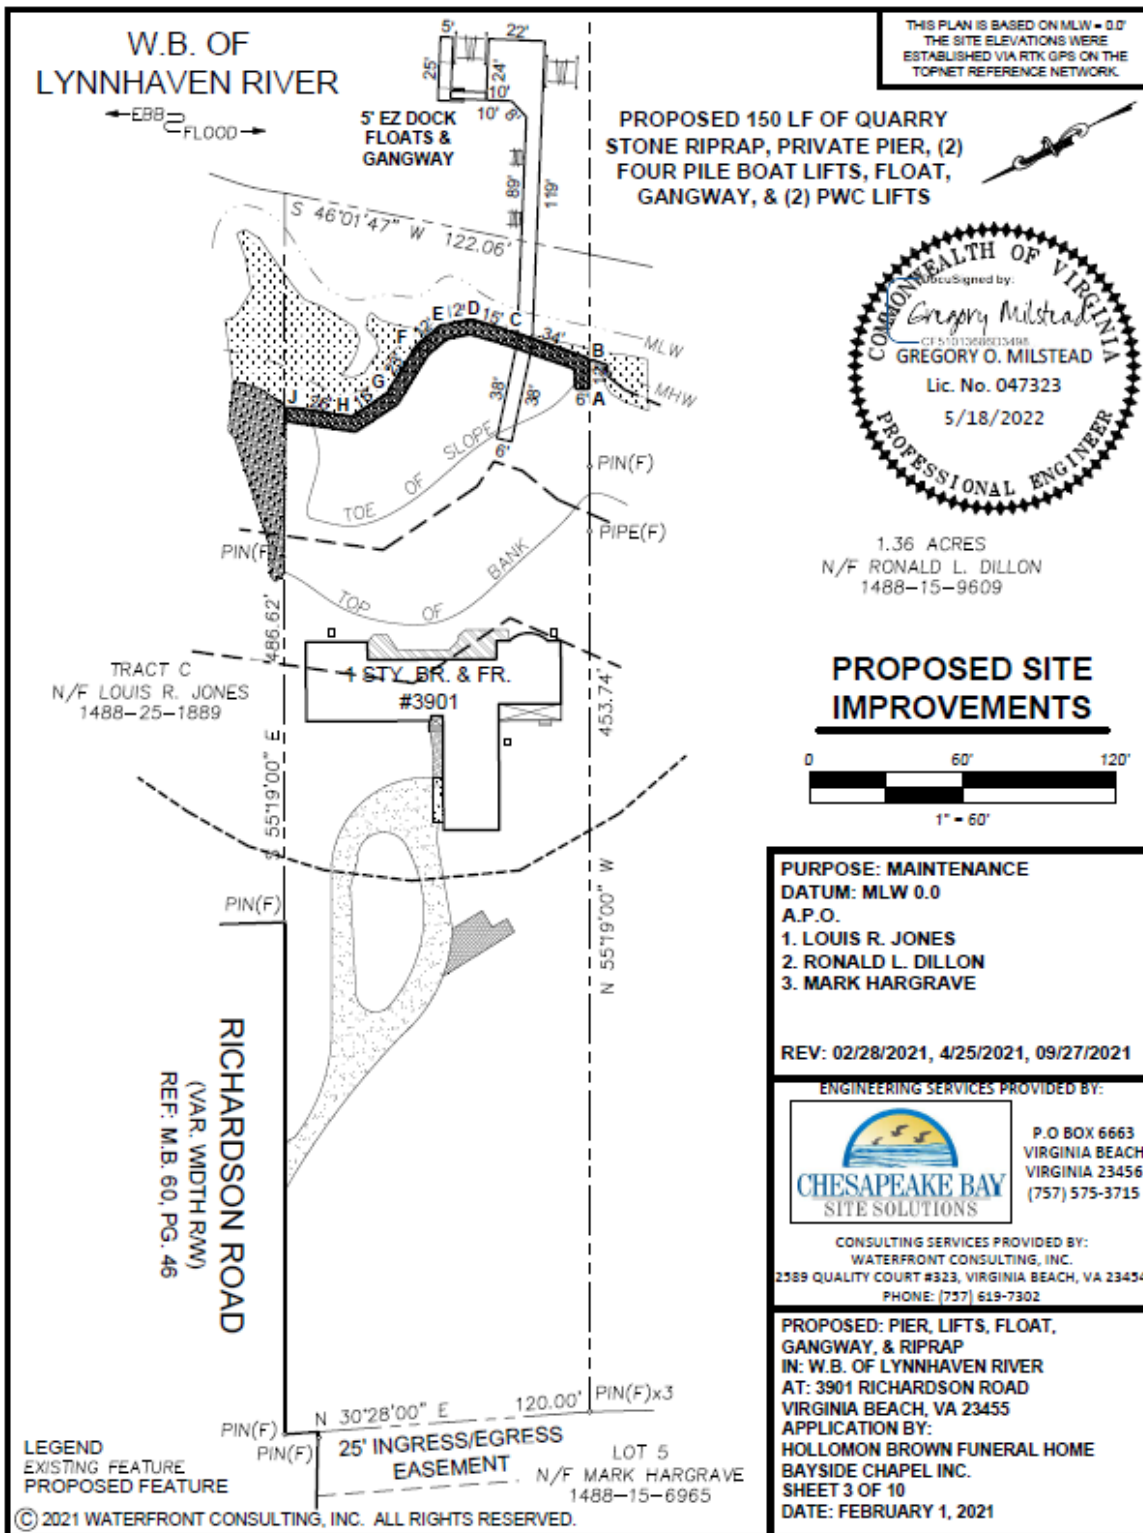 W.B. OF
LYNNHAVEN RIVER
EBB
FLOOD
5' EZ DOCK
FLOATS &
GANGWAY
5'
22'
25'
24'
10'
10'
8'
89'
119'
THIS PLAN IS BASED ON MLW = 0.0'
THE SITE ELEVATIONS WERE
ESTABLISHED VIA RTK GPS ON THE
TOPNET REFERENCE NETWORK.
PROPOSED 150 LF OF QUARRY
STONE RIPRAP, PRIVATE PIER, (2)
FOUR PILE BOAT LIFTS, FLOAT,
GANGWAY, & (2) PWC LIFTS
S 46°01'47" W 122.06'
COMMONWEALTH OF VIRGINIA
DocuSigned by:
Gregory Milstead
CF51013686D3498
GREGORY O. MILSTEAD
Lic. No. 047323
5/18/2022
PROFESSIONAL ENGINEER
J
H
G
F
12'
E
12'
D
15'
C
34'
B
A
6'
MLW
MHW
38'
38'
6'
TOE OF SLOPE
PIN(F)
PIPE(F)
PIN(F)
TOP OF BANK
1.36 ACRES
N/F RONALD L. DILLON
1488-15-9609
TRACT C
N/F LOUIS R. JONES
1488-25-1889
1 STY. BR. & FR.
#3901
S 55°19'00" E 486.62'
N 55°19'00" W 453.74'
PROPOSED SITE
IMPROVEMENTS
0 60' 120'
1" = 60'
PIN(F)
RICHARDSON ROAD
(VAR. WIDTH R/W)
REF: M.B. 60, PG. 46
PURPOSE: MAINTENANCE
DATUM: MLW 0.0
A.P.O.
1. LOUIS R. JONES
2. RONALD L. DILLON
3. MARK HARGRAVE
REV: 02/28/2021, 4/25/2021, 09/27/2021
ENGINEERING SERVICES PROVIDED BY:
CHESAPEAKE BAY
SITE SOLUTIONS
P.O BOX 6663
VIRGINIA BEACH
VIRGINIA 23456
(757) 575-3715
CONSULTING SERVICES PROVIDED BY:
WATERFRONT CONSULTING, INC.
2589 QUALITY COURT #323, VIRGINIA BEACH, VA 23454
PHONE: (757) 619-7302
PROPOSED: PIER, LIFTS, FLOAT,
GANGWAY, & RIPRAP
IN: W.B. OF LYNNHAVEN RIVER
AT: 3901 RICHARDSON ROAD
VIRGINIA BEACH, VA 23455
APPLICATION BY:
HOLLOMON BROWN FUNERAL HOME
BAYSIDE CHAPEL INC.
SHEET 3 OF 10
DATE: FEBRUARY 1, 2021
PIN(F)
N 30°28'00" E 120.00'
PIN(F)x3
PIN(F)
25' INGRESS/EGRESS
EASEMENT
LOT 5
N/F MARK HARGRAVE
1488-15-6965
LEGEND
EXISTING FEATURE
PROPOSED FEATURE
© 2021 WATERFRONT CONSULTING, INC. ALL RIGHTS RESERVED.